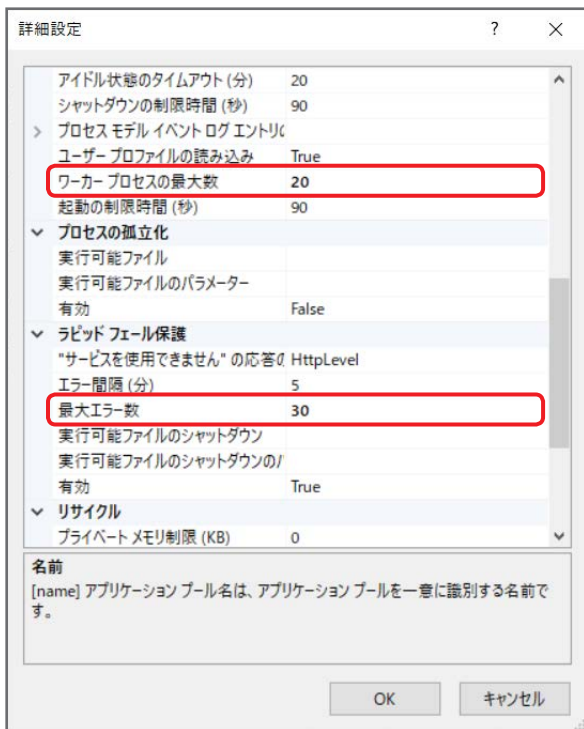 詳細設定 ?
アイドル状態のタイムアウト (分) 20
シャットダウンの制限時間 (秒) 90
プロセス モデル イベント ログ エントリの
ユーザー プロファイルの読み込み True
ワーカー プロセスの最大数 20
起動の制限時間 (秒) 90
プロセスの孤立化
実行可能ファイル
実行可能ファイルのパラメーター
有効 False
ラピッド フェール保護
"サービスを使用できません" の応答の HttpLevel
エラー間隔 (分) 5
最大エラー数 30
実行可能ファイルのシャットダウン
実行可能ファイルのシャットダウンの
有効 True
リサイクル
プライベート メモリ制限 (KB) 0
名前
[name] アプリケーション プール名は、アプリケーション プールを一意に識別する名前で
す。
OK キャンセル